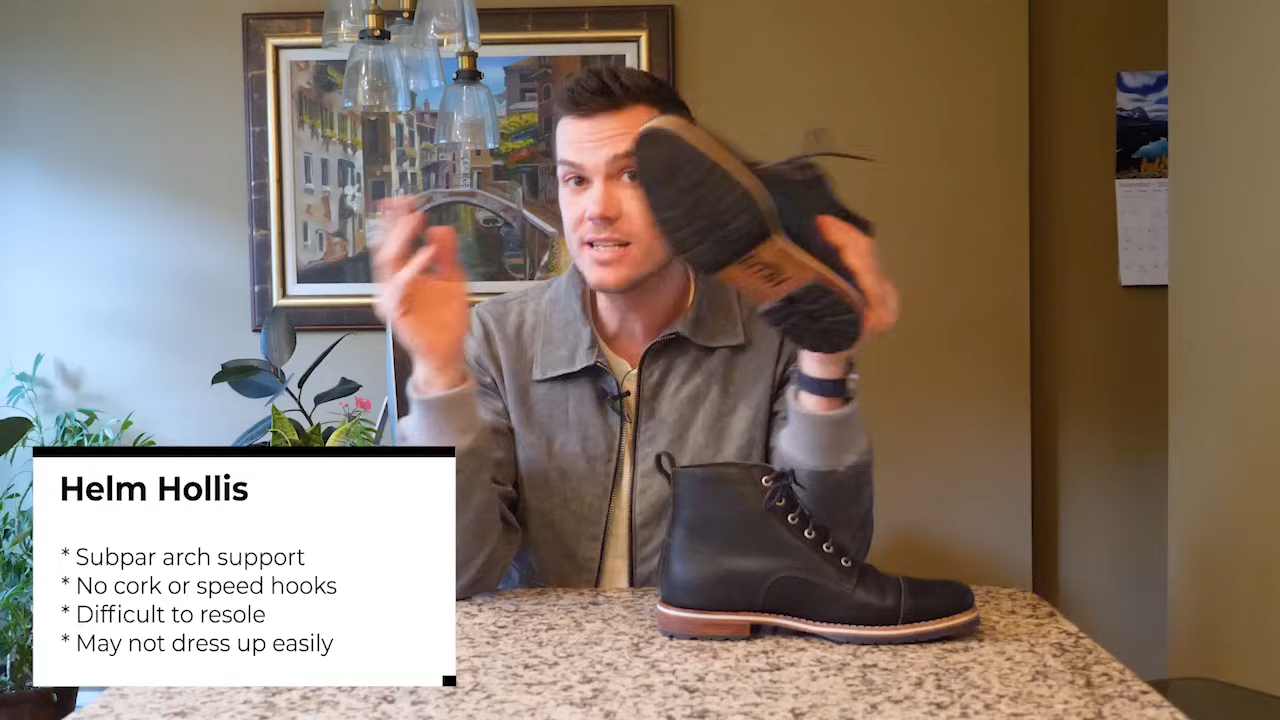 Helm Hollis
* Subpar arch support
* No cork or speed hooks
* Difficult to resole
* May not dress up easily